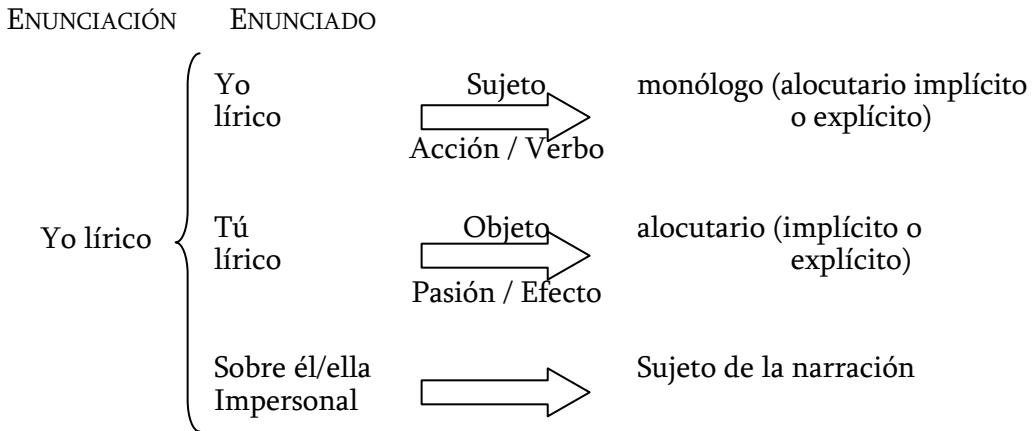 ENUNCIACIÓN ENUNCIADO
Yo Sujeto monólogo (alocutario implícito
lírico o explícito)
Acción / Verbo
Yo lírico Tú Objeto alocutario (implícito o
lírico explícito)
Pasión / Efecto
Sobre él/ella Sujeto de la narración
Impersonal